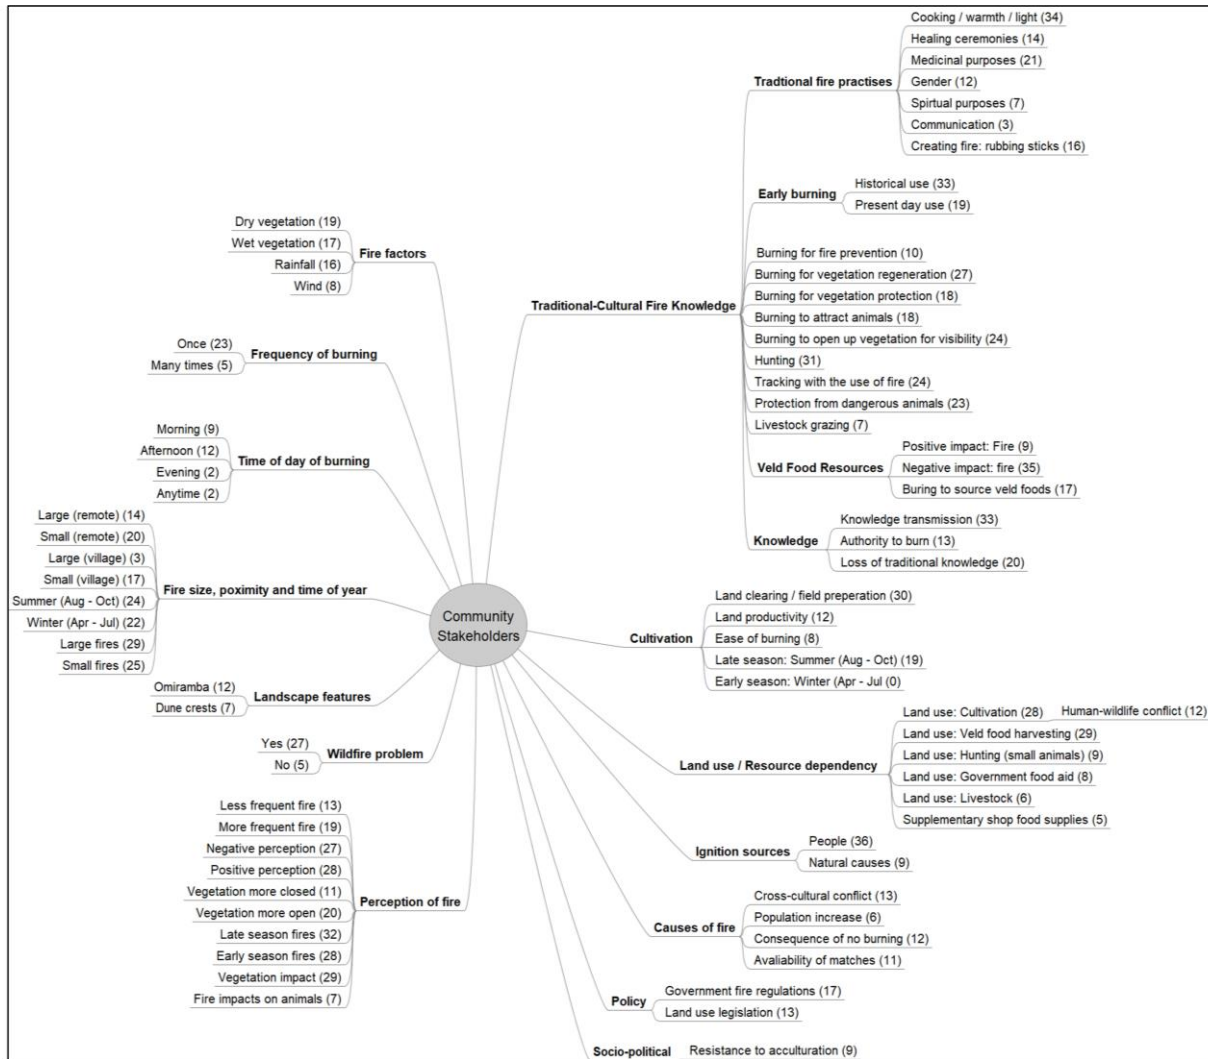 Community
Stakeholders
Fire factors
Dry vegetation (19)
Wet vegetation (17)
Rainfall (16)
Wind (8)
Frequency of burning
Once (23)
Many times (5)
Time of day of burning
Morning (9)
Afternoon (12)
Evening (2)
Anytime (2)
Fire size, poximity and time of year
Large (remote) (14)
Small (remote) (20)
Large (village) (3)
Small (village) (17)
Summer (Aug - Oct) (24)
Winter (Apr - Jul) (22)
Large fires (29)
Small fires (25)
Landscape features
Omiramba (12)
Dune crests (7)
Wildfire problem
Yes (27)
No (5)
Perception of fire
Less frequent fire (13)
More frequent fire (19)
Negative perception (27)
Positive perception (28)
Vegetation more closed (11)
Vegetation more open (20)
Late season fires (32)
Early season fires (28)
Vegetation impact (29)
Fire impacts on animals (7)
Traditional-Cultural Fire Knowledge
Tradtional fire practises
Cooking / warmth / light (34)
Healing ceremonies (14)
Medicinal purposes (21)
Gender (12)
Spirtual purposes (7)
Communication (3)
Creating fire: rubbing sticks (16)
Early burning
Historical use (33)
Present day use (19)
Burning for fire prevention (10)
Burning for vegetation regeneration (27)
Burning for vegetation protection (18)
Burning to attract animals (18)
Burning to open up vegetation for visibility (24)
Hunting (31)
Tracking with the use of fire (24)
Protection from dangerous animals (23)
Livestock grazing (7)
Veld Food Resources
Positive impact: Fire (9)
Negative impact: fire (35)
Buring to source veld foods (17)
Knowledge
Knowledge transmission (33)
Authority to burn (13)
Loss of traditional knowledge (20)
Cultivation
Land clearing / field preperation (30)
Land productivity (12)
Ease of burning (8)
Late season: Summer (Aug - Oct) (19)
Early season: Winter (Apr - Jul (0)
Land use / Resource dependency
Land use: Cultivation (28)
Human-wildlife conflict (12)
Land use: Veld food harvesting (29)
Land use: Hunting (small animals) (9)
Land use: Government food aid (8)
Land use: Livestock (6)
Supplementary shop food supplies (5)
Ignition sources
People (36)
Natural causes (9)
Causes of fire
Cross-cultural conflict (13)
Population increase (6)
Consequence of no burning (12)
Avaliability of matches (11)
Policy
Government fire regulations (17)
Land use legislation (13)
Socio-political
Resistance to acculturation (9)